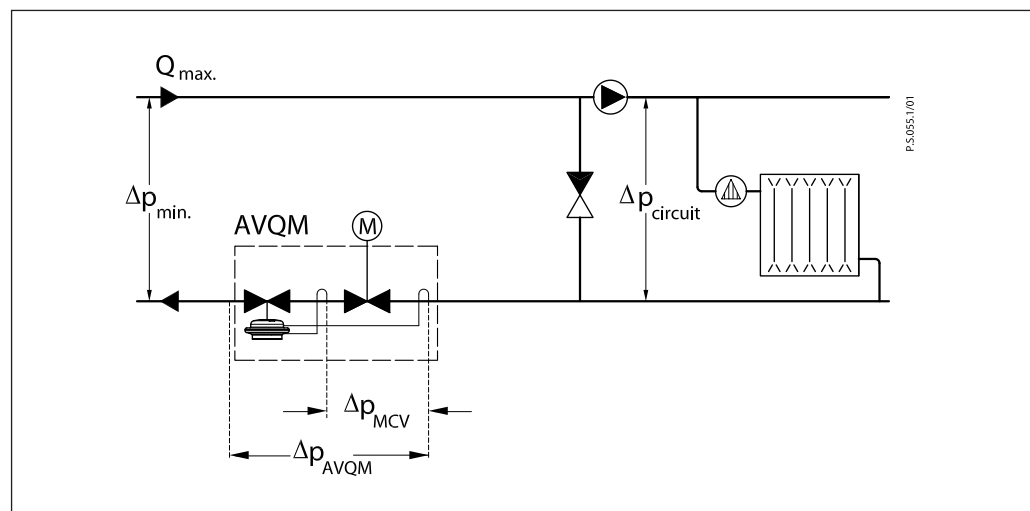 Q max.
P.S.055.1/01
Δp min.
AVQM
M
Δp circuit
Δp MCV
Δp AVQM